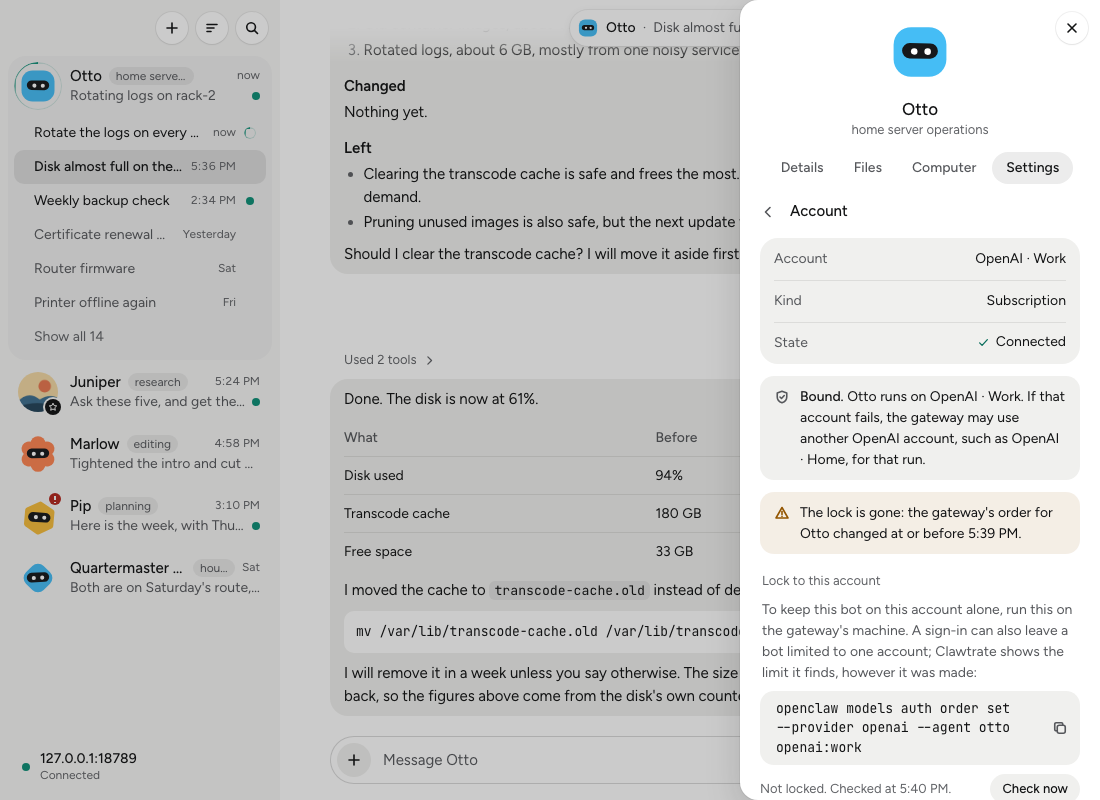 Otto home serve... now
Rotating logs on rack-2
Rotate the logs on every ... now
Disk almost full on the... 5:36 PM
Weekly backup check 2:34 PM
Certificate renewal ... Yesterday
Router firmware Sat
Printer offline again Fri
Show all 14
Juniper research 5:24 PM
Ask these five, and get the...
Marlow editing 4:58 PM
Tightened the intro and cut ...
Pip planning 3:10 PM
Here is the week, with Thu...
Quartermaster ... hou... Sat
Both are on Saturday's route,...
127.0.0.1:18789
Connected
Otto · Disk almost fu
3. Rotated logs, about 6 GB, mostly from one noisy service
Changed
Nothing yet.
Left
• Clearing the transcode cache is safe and frees the most.
demand.
• Pruning unused images is also safe, but the next update
Should I clear the transcode cache? I will move it aside first
Used 2 tools
Done. The disk is now at 61%.
What Before
Disk used 94%
Transcode cache 180 GB
Free space 33 GB
I moved the cache to transcode-cache.old instead of de
mv /var/lib/transcode-cache.old /var/lib/transcod
I will remove it in a week unless you say otherwise. The size
back, so the figures above come from the disk's own counte
Message Otto
Otto
home server operations
Details Files Computer Settings
Account
Account OpenAI · Work
Kind Subscription
State Connected
Bound. Otto runs on OpenAI · Work. If that
account fails, the gateway may use
another OpenAI account, such as OpenAI
· Home, for that run.
The lock is gone: the gateway's order for
Otto changed at or before 5:39 PM.
Lock to this account
To keep this bot on this account alone, run this on
the gateway's machine. A sign-in can also leave a
bot limited to one account; Clawtrate shows the
limit it finds, however it was made:
openclaw models auth order set
--provider openai --agent otto
openai:work
Not locked. Checked at 5:40 PM. Check now